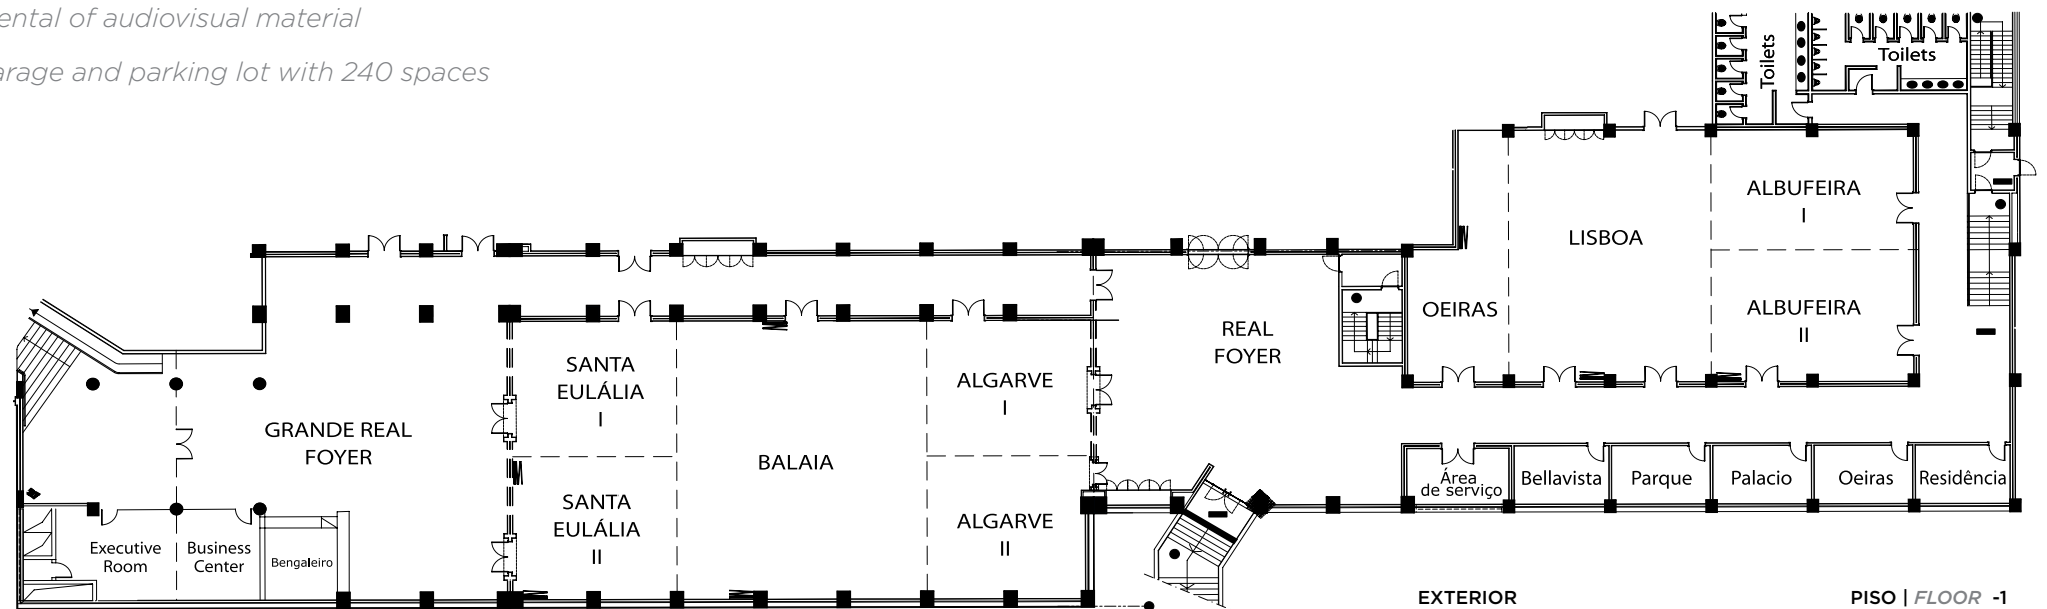 ental of audiovisual material
arage and parking lot with 240 spaces
Toilets
Toilets
ALBUFEIRA
I
LISBOA
OEIRAS
ALBUFEIRA
II
REAL
FOYER
SANTA
EULÁLIA
I
ALGARVE
I
GRANDE REAL
FOYER
BALAIA
SANTA
EULÁLIA
II
ALGARVE
II
Área
de serviço
Bellavista
Parque
Palacio
Oeiras
Residência
Executive
Room
Business
Center
Bengaleiro
EXTERIOR
PISO | FLOOR -1